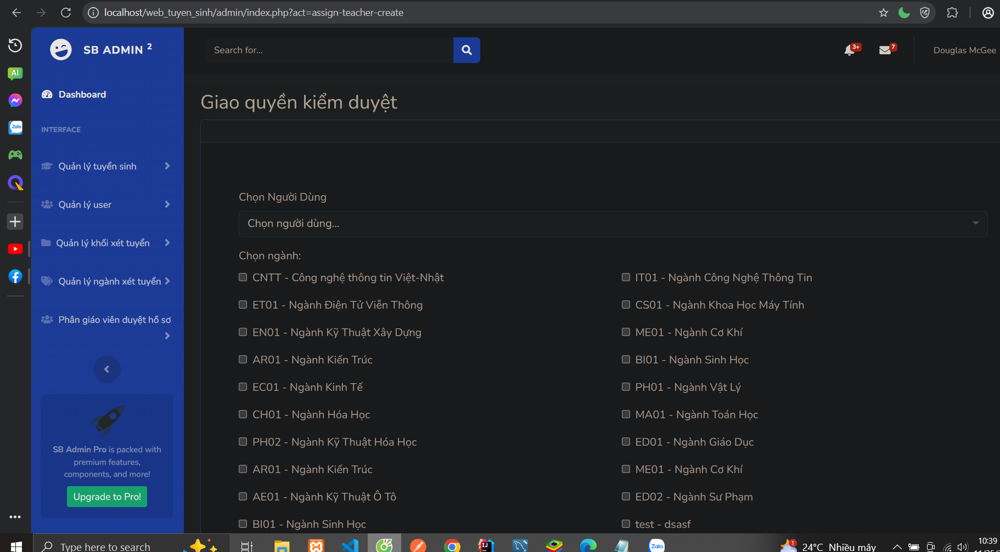 localhost/web_tuyen_sinh/admin/index.php?act=assign-teacher-create
AI
Zalo
SB ADMIN 2
Dashboard
INTERFACE
Quản lý tuyển sinh
Quản lý user
Quản lý khối xét tuyển
Quản lý ngành xét tuyển
Phân giáo viên duyệt hồ sơ
SB Admin Pro is packed with
premium features,
components, and more!
Upgrade to Pro!
Search for...
3+
7
Douglas McGee
Giao quyền kiểm duyệt
Chọn Người Dùng
Chọn người dùng...
Chọn ngành:
CNTT - Công nghệ thông tin Việt-Nhật
IT01 - Ngành Công Nghệ Thông Tin
ET01 - Ngành Điện Tử Viễn Thông
CS01 - Ngành Khoa Học Máy Tính
EN01 - Ngành Kỹ Thuật Xây Dựng
ME01 - Ngành Cơ Khí
AR01 - Ngành Kiến Trúc
BI01 - Ngành Sinh Học
EC01 - Ngành Kinh Tế
PH01 - Ngành Vật Lý
CH01 - Ngành Hóa Học
MA01 - Ngành Toán Học
PH02 - Ngành Kỹ Thuật Hóa Học
ED01 - Ngành Giáo Dục
AR01 - Ngành Kiến Trúc
ME01 - Ngành Cơ Khí
AE01 - Ngành Kỹ Thuật Ô Tô
ED02 - Ngành Sư Phạm
BI01 - Ngành Sinh Học
test - dsasf
Type here to search
IJ
Zalo
1
24°C Nhiều mây
10:39